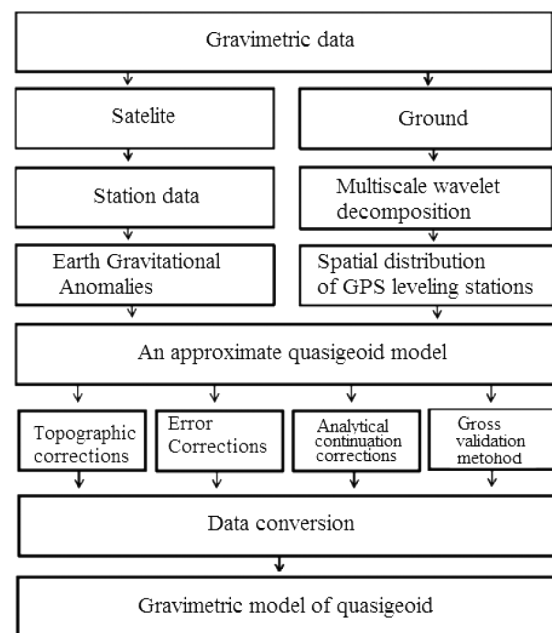 Gravimetric data
Satelite
Ground
Station data
Multiscale wavelet
decomposition
Earth Gravitational
Anomalies
Spatial distribution
of GPS leveling stations
An approximate quasigeoid model
Topographic
corrections
Error
Corrections
Analytical
continuation
corrections
Gross
validation
metohod
Data conversion
Gravimetric model of quasigeoid